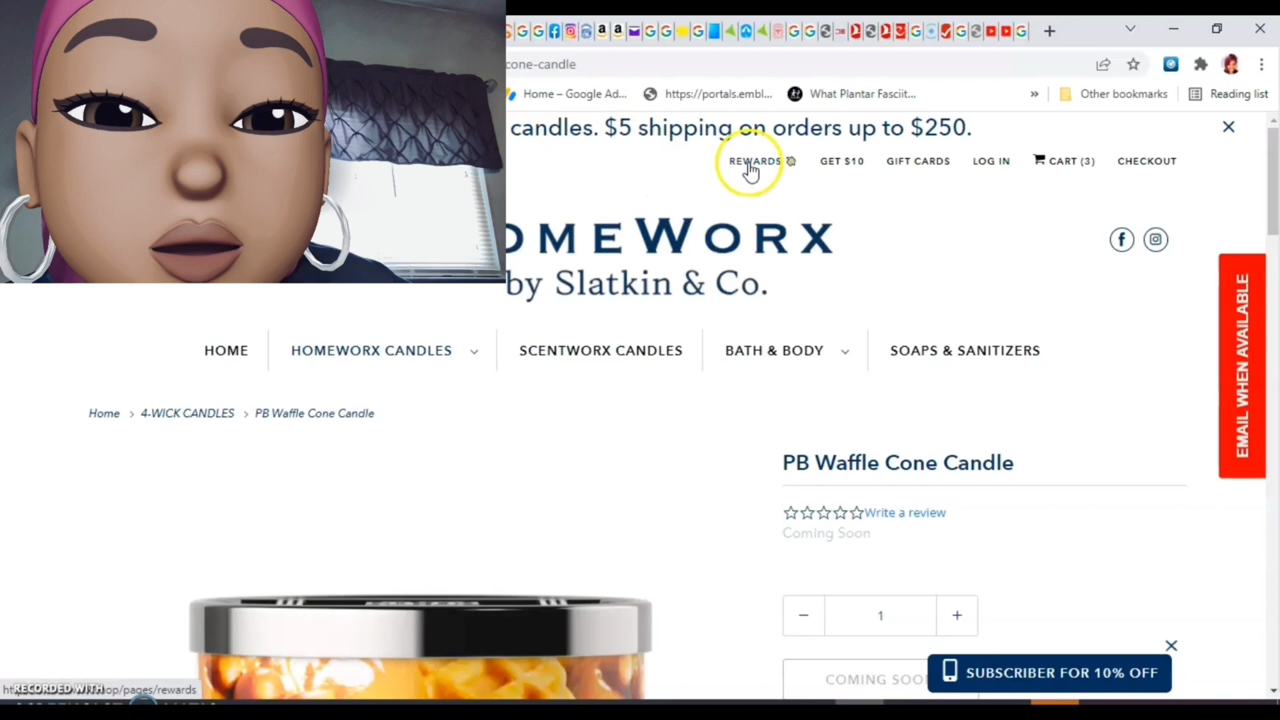 cone-candle
Home – Google Ad...
https://portals.embl...
What Plantar Fasciit...
»
Other bookmarks
Reading list
candles. $5 shipping on orders up to $250.
REWARDS
GET $10
GIFT CARDS
LOG IN
CART (3)
CHECKOUT
OMEWORX
by Slatkin & Co.
EMAIL WHEN AVAILABLE
HOME
HOMEWORX CANDLES
SCENTWORX CANDLES
BATH & BODY
SOAPS & SANITIZERS
Home > 4-WICK CANDLES > PB Waffle Cone Candle
PB Waffle Cone Candle
Write a review
Coming Soon
− 1 +
COMING SOO
SUBSCRIBER FOR 10% OFF
op/pages/rewards
RECORDED WITH